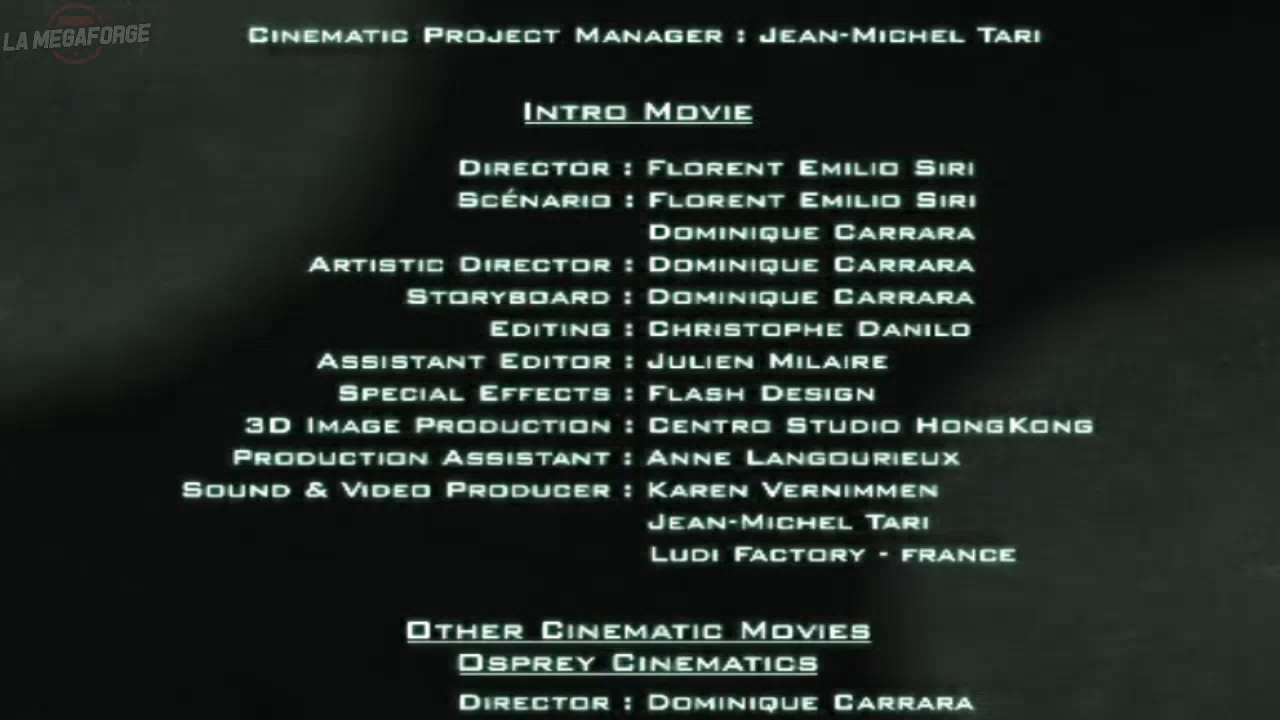 LA MEGAFORGE
CINEMATIC PROJECT MANAGER : JEAN-MICHEL TARI
INTRO MOVIE
DIRECTOR : FLORENT EMILIO SIRI
SCÉNARIO : FLORENT EMILIO SIRI
DOMINIQUE CARRARA
ARTISTIC DIRECTOR : DOMINIQUE CARRARA
STORYBOARD : DOMINIQUE CARRARA
EDITING : CHRISTOPHE DANILO
ASSISTANT EDITOR : JULIEN MILAIRE
SPECIAL EFFECTS : FLASH DESIGN
3D IMAGE PRODUCTION : CENTRO STUDIO HONGKONG
PRODUCTION ASSISTANT : ANNE LANGOURIEUX
SOUND & VIDEO PRODUCER : KAREN VERNIMMEN
JEAN-MICHEL TARI
LUDI FACTORY - FRANCE
OTHER CINEMATIC MOVIES
OSPREY CINEMATICS
DIRECTOR : DOMINIQUE CARRARA